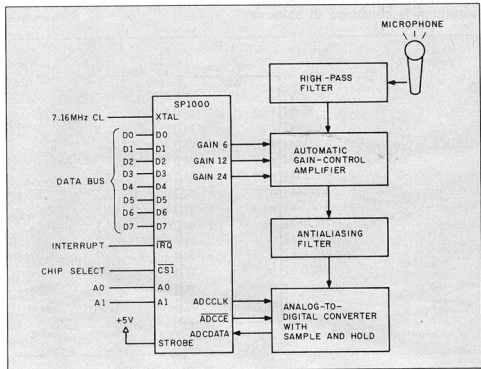 MICROPHONE
HIGH-PASS
FILTER
SP1000
7.16MHz CL
XTAL
D0
D0
D1
D1
D2
D2
D3
D3
D4
D4
D5
D5
D6
D6
D7
D7
DATA BUS
GAIN 6
GAIN 12
GAIN 24
AUTOMATIC
GAIN-CONTROL
AMPLIFIER
INTERRUPT
IRQ
ANTIALIASING
FILTER
CHIP SELECT
CS1
A0
A0
A1
A1
+5V
STROBE
ADCCLK
ADCCE
ADCDATA
ANALOG-TO-
DIGITAL CONVERTER
WITH
SAMPLE AND HOLD